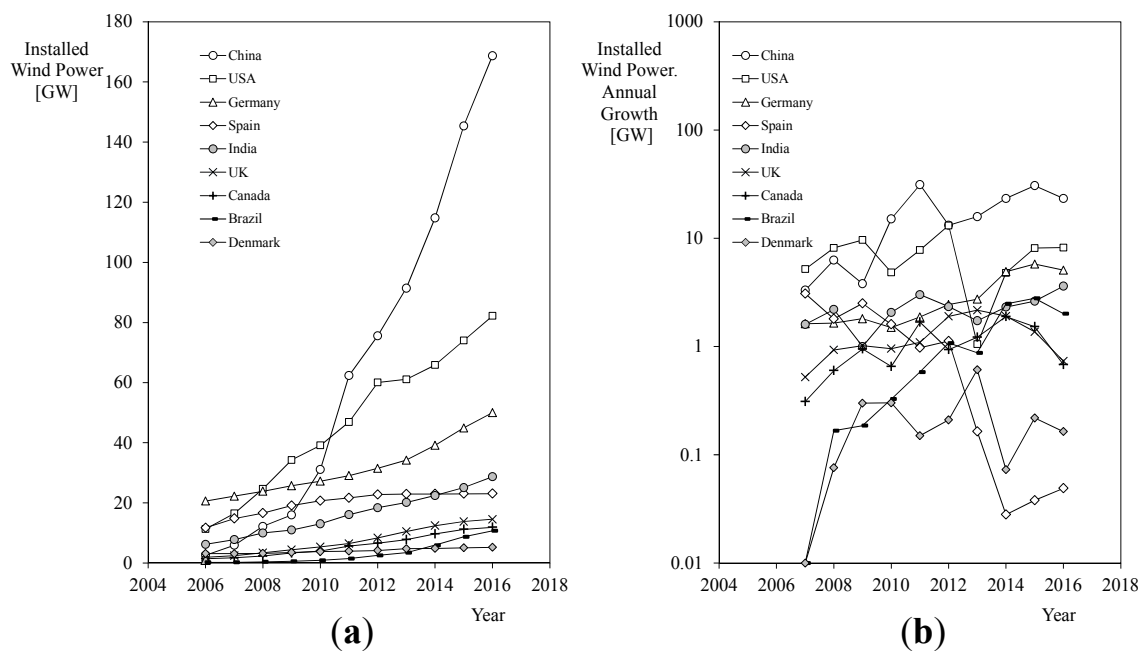 Installed
Wind Power
[GW]
180
160
140
120
100
80
60
40
20
0
China
USA
Germany
Spain
India
UK
Canada
Brazil
Denmark
2004
2006
2008
2010
2012
2014
2016
2018
Year
(a)
Installed
Wind Power.
Annual
Growth
[GW]
1000
100
10
1
0.1
0.01
China
USA
Germany
Spain
India
UK
Canada
Brazil
Denmark
2004
2006
2008
2010
2012
2014
2016
2018
Year
(b)